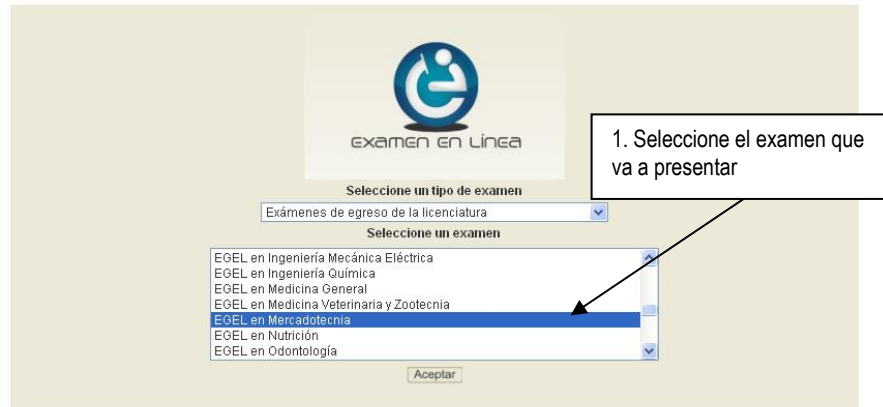 examen en Línea
1. Seleccione el examen que
va a presentar
Seleccione un tipo de examen
Exámenes de egreso de la licenciatura
Seleccione un examen
EGEL en Ingeniería Mecánica Eléctrica
EGEL en Ingeniería Química
EGEL en Medicina General
EGEL en Medicina Veterinaria y Zootecnia
EGEL en Mercadotecnia
EGEL en Nutrición
EGEL en Odontología
Aceptar